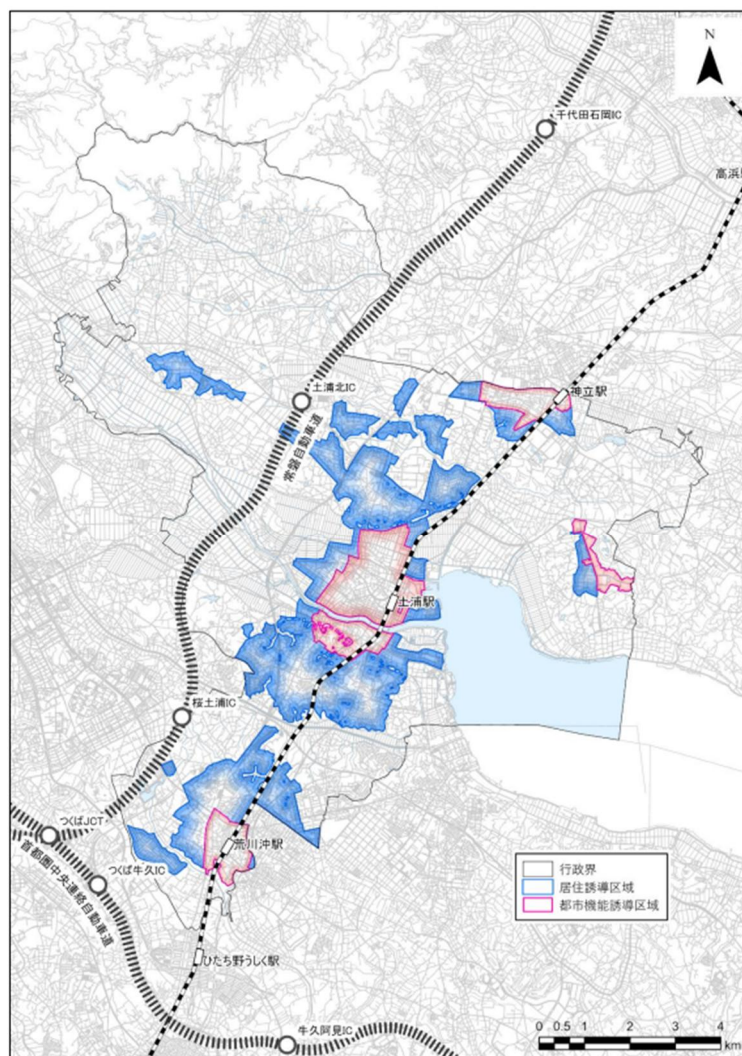 N
千代田石岡IC
高浜
土浦北IC
神立駅
常磐自動車道
土浦駅
桜土浦IC
つくばJCT
荒川沖駅
つくば牛久IC
首都圏中央連絡自動車道
行政界
居住誘導区域
都市機能誘導区域
ひたち野うしく駅
牛久阿見IC
0 0.5 1 2 3 4
km